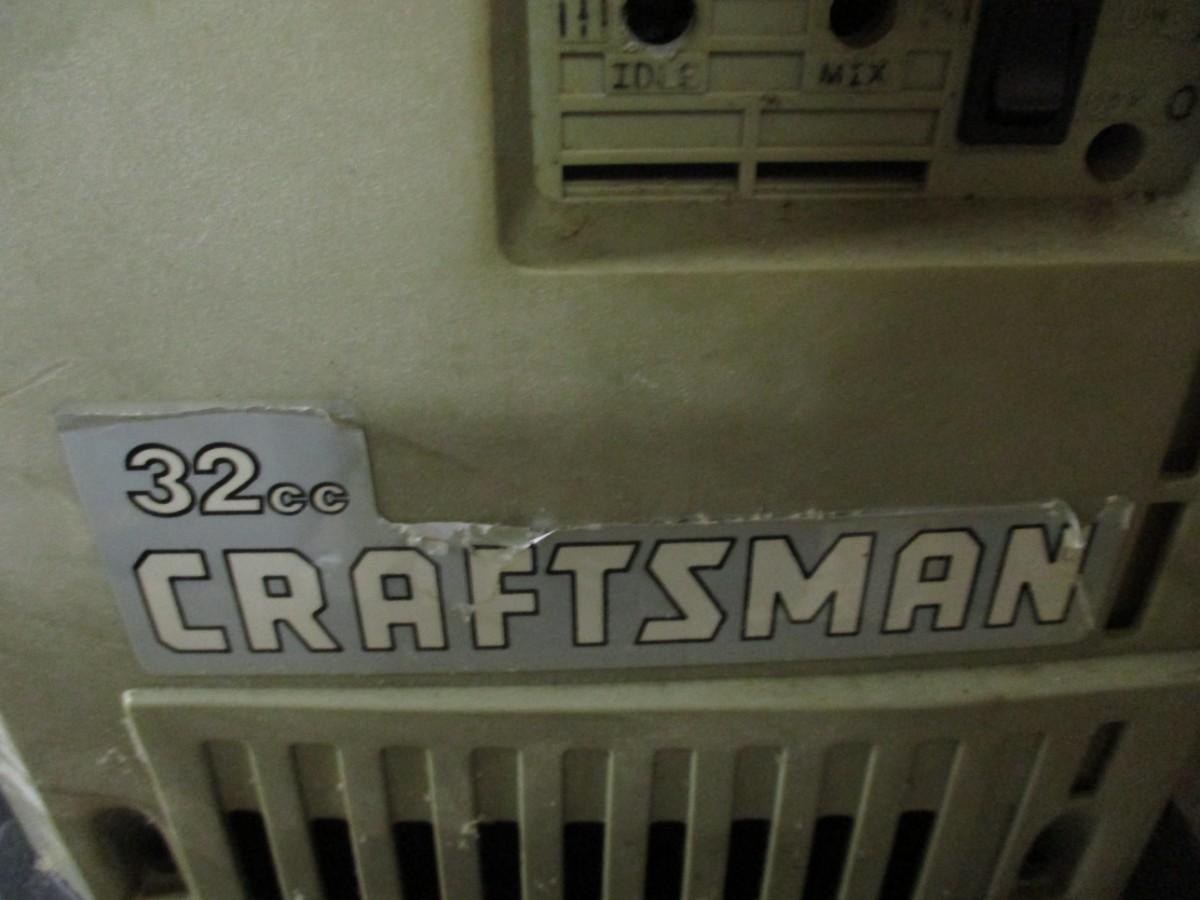 IDLE MIX
O
32cc
CRAFTSMAN